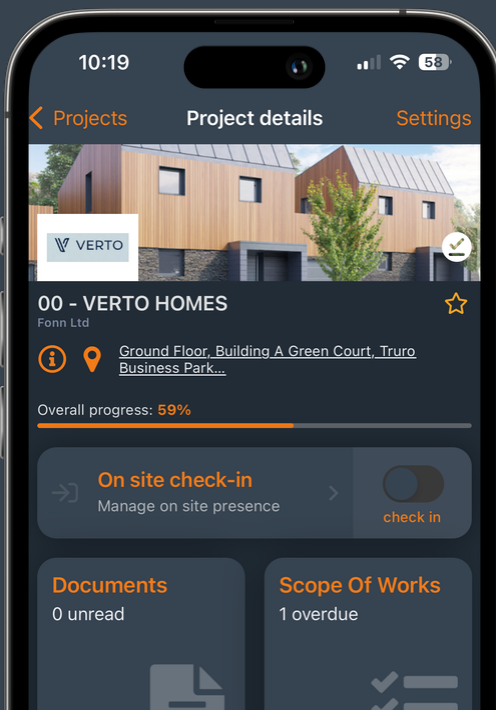 10:19
58
Projects
Project details
Settings
VERTO
00 - VERTO HOMES
Fonn Ltd
Ground Floor, Building A Green Court, Truro
Business Park...
Overall progress: 59%
On site check-in
Manage on site presence
check in
Documents
0 unread
Scope Of Works
1 overdue